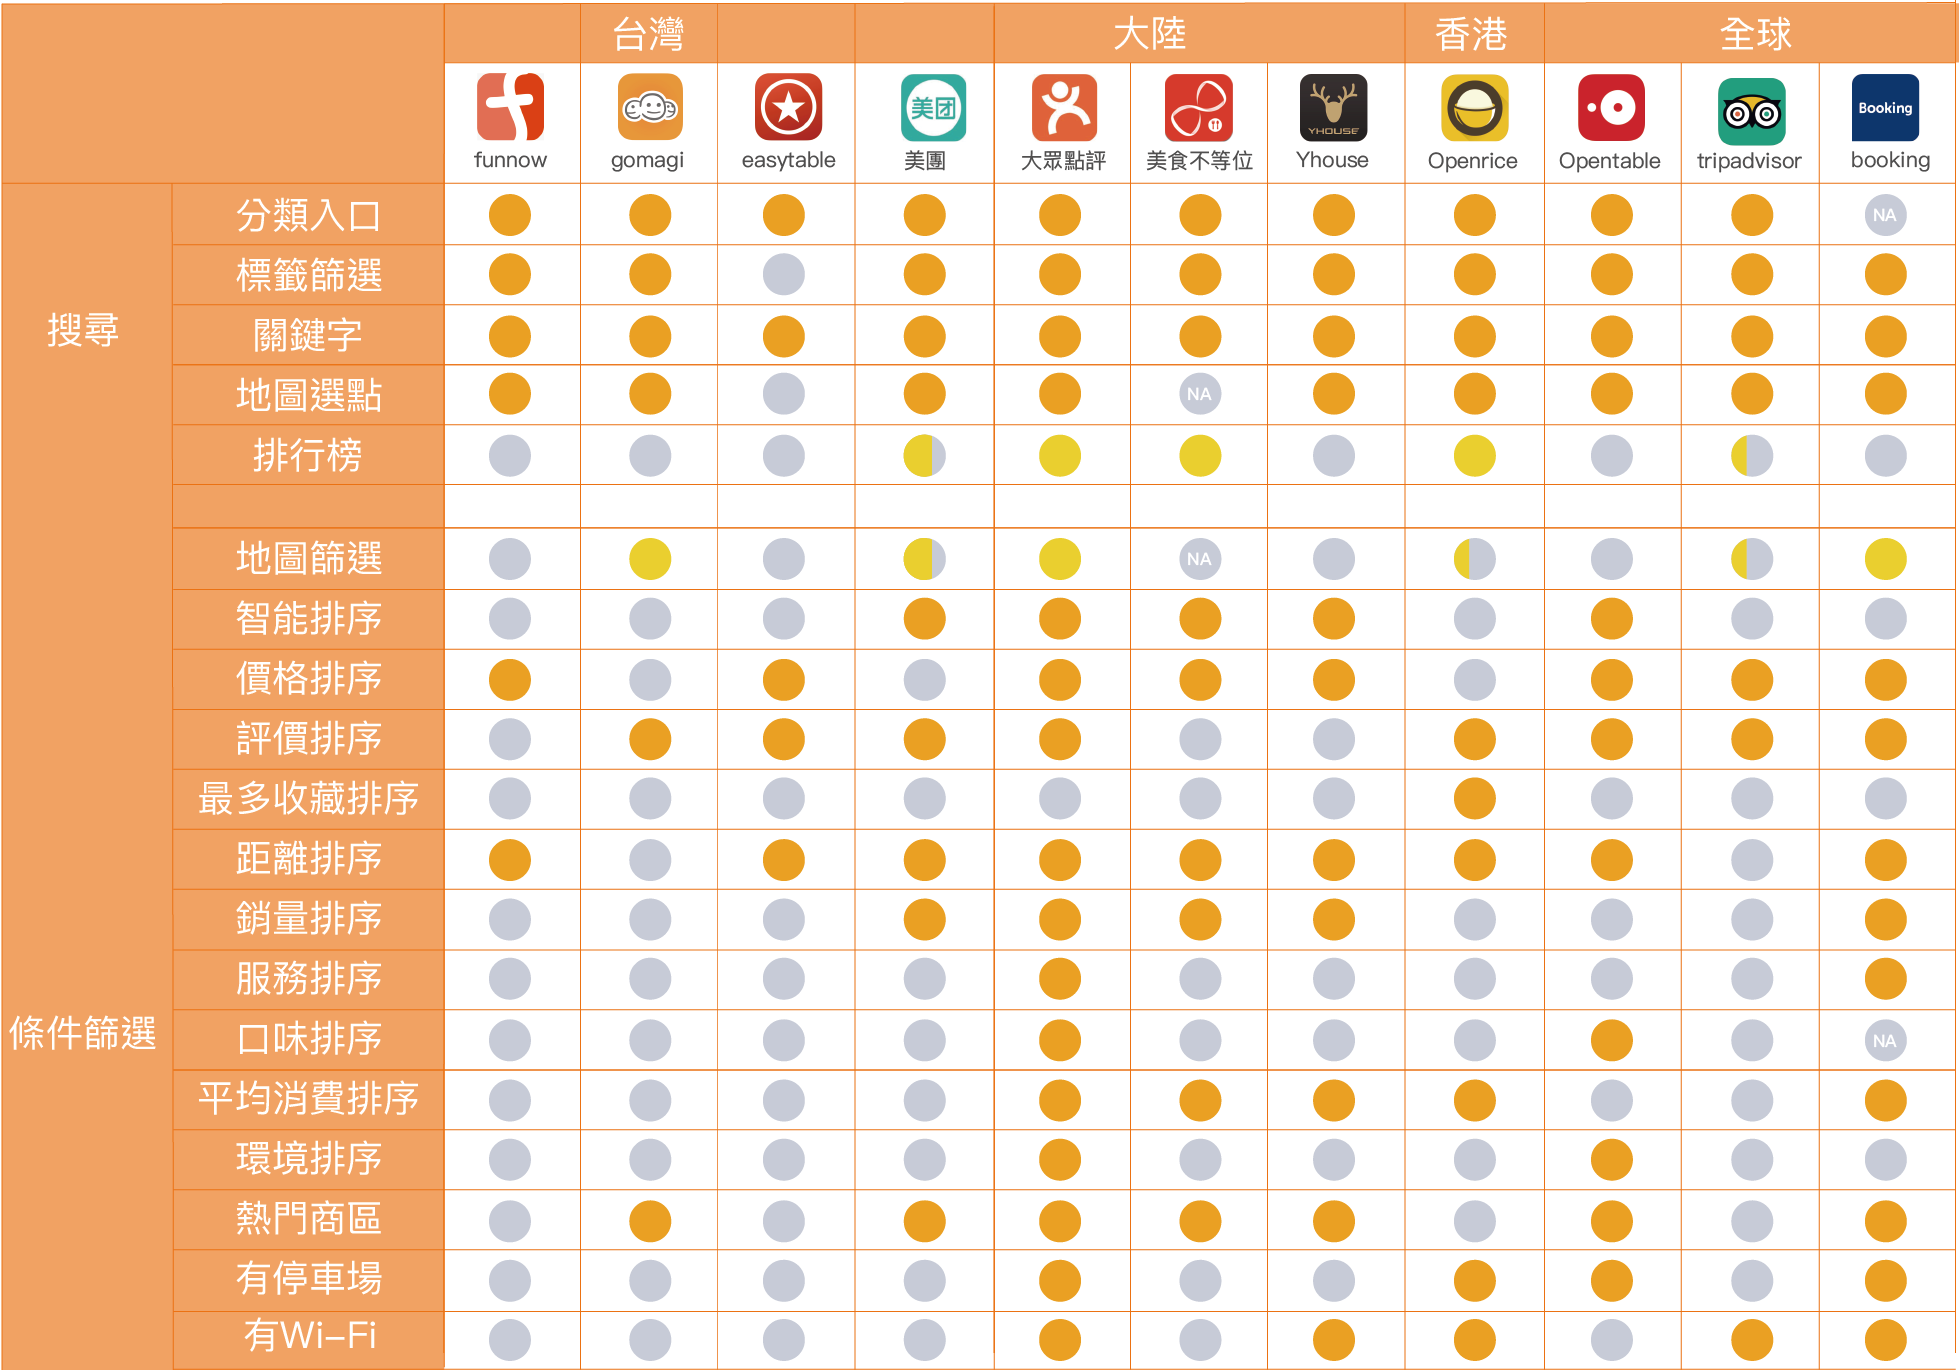 台灣 大陸 香港 全球
美团 YHOUSE Booking
funnow gomagi easytable 美團 大眾點評 美食不等位 Yhouse Openrice Opentable tripadvisor booking
分類入口 NA
標籤篩選
搜尋
關鍵字
地圖選點 NA
排行榜
地圖篩選 NA
智能排序
價格排序
評價排序
最多收藏排序
距離排序
銷量排序
服務排序
條件篩選
口味排序 NA
平均消費排序
環境排序
熱門商區
有停車場
有Wi-Fi